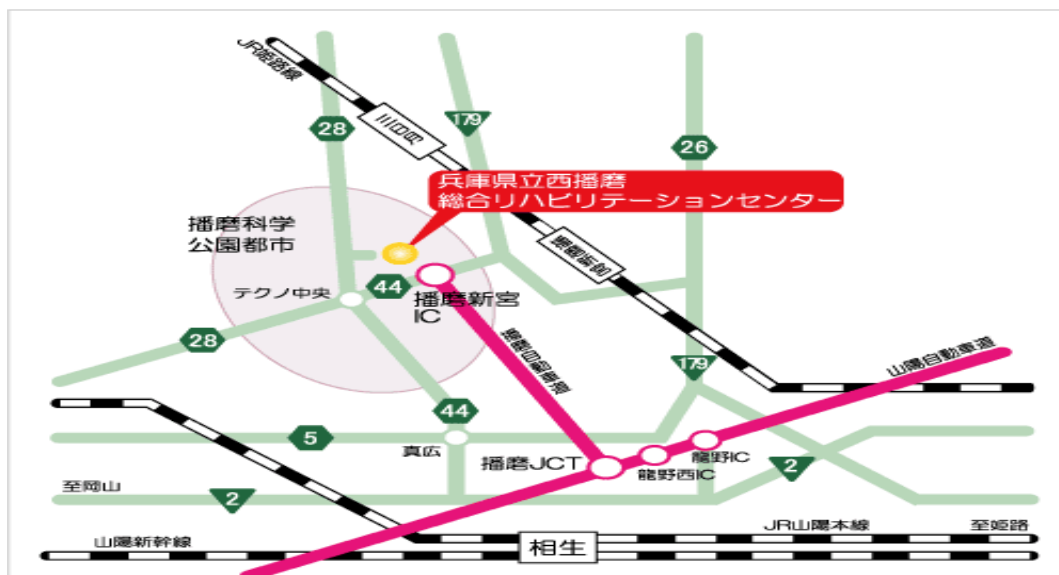 JR姫路線
28
179
26
兵庫県立西播磨
総合リハビリテーションセンター
播磨科学
公園都市
テクノ中央
44
播磨新宮
IC
28
179
山陽自動車道
44
5
真広
播磨JCT
龍野西IC
龍野IC
2
至岡山
2
山陽新幹線
相生
JR山陽本線
至姫路